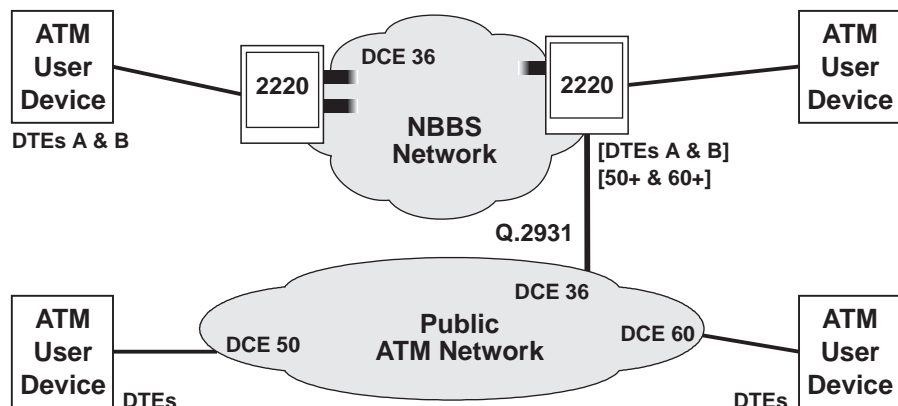 ATM
User
Device
DTEs A & B
2220
DCE 36
NBBS
Network
2220
ATM
User
Device
[DTEs A & B]
[50+ & 60+]
Q.2931
ATM
User
Device
DTEs
DCE 50
Public
ATM Network
DCE 36
DCE 60
ATM
User
Device
DTEs